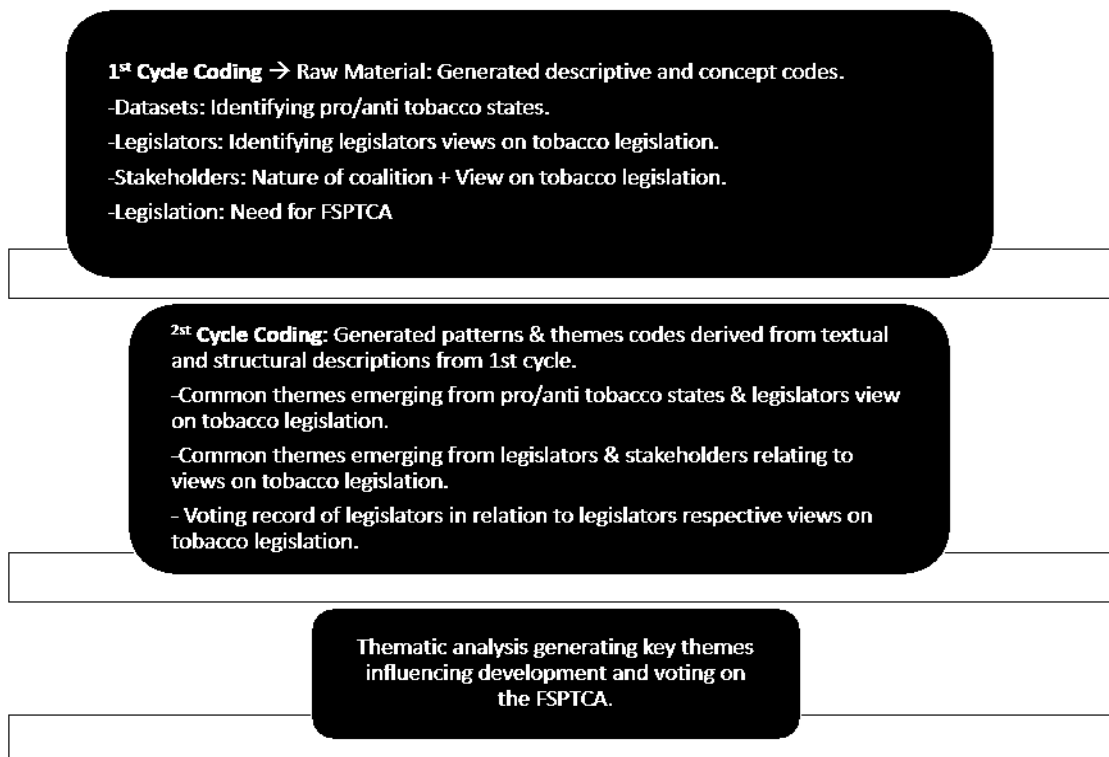 1st Cycle Coding → Raw Material: Generated descriptive and concept codes.
-Datasets: Identifying pro/anti tobacco states.
-Legislators: Identifying legislators views on tobacco legislation.
-Stakeholders: Nature of coalition + View on tobacco legislation.
-Legislation: Need for FSPTCA
2st Cycle Coding: Generated patterns & themes codes derived from textual
and structural descriptions from 1st cycle.
-Common themes emerging from pro/anti tobacco states & legislators view
on tobacco legislation.
-Common themes emerging from legislators & stakeholders relating to
views on tobacco legislation.
- Voting record of legislators in relation to legislators respective views on
tobacco legislation.
Thematic analysis generating key themes
influencing development and voting on
the FSPTCA.